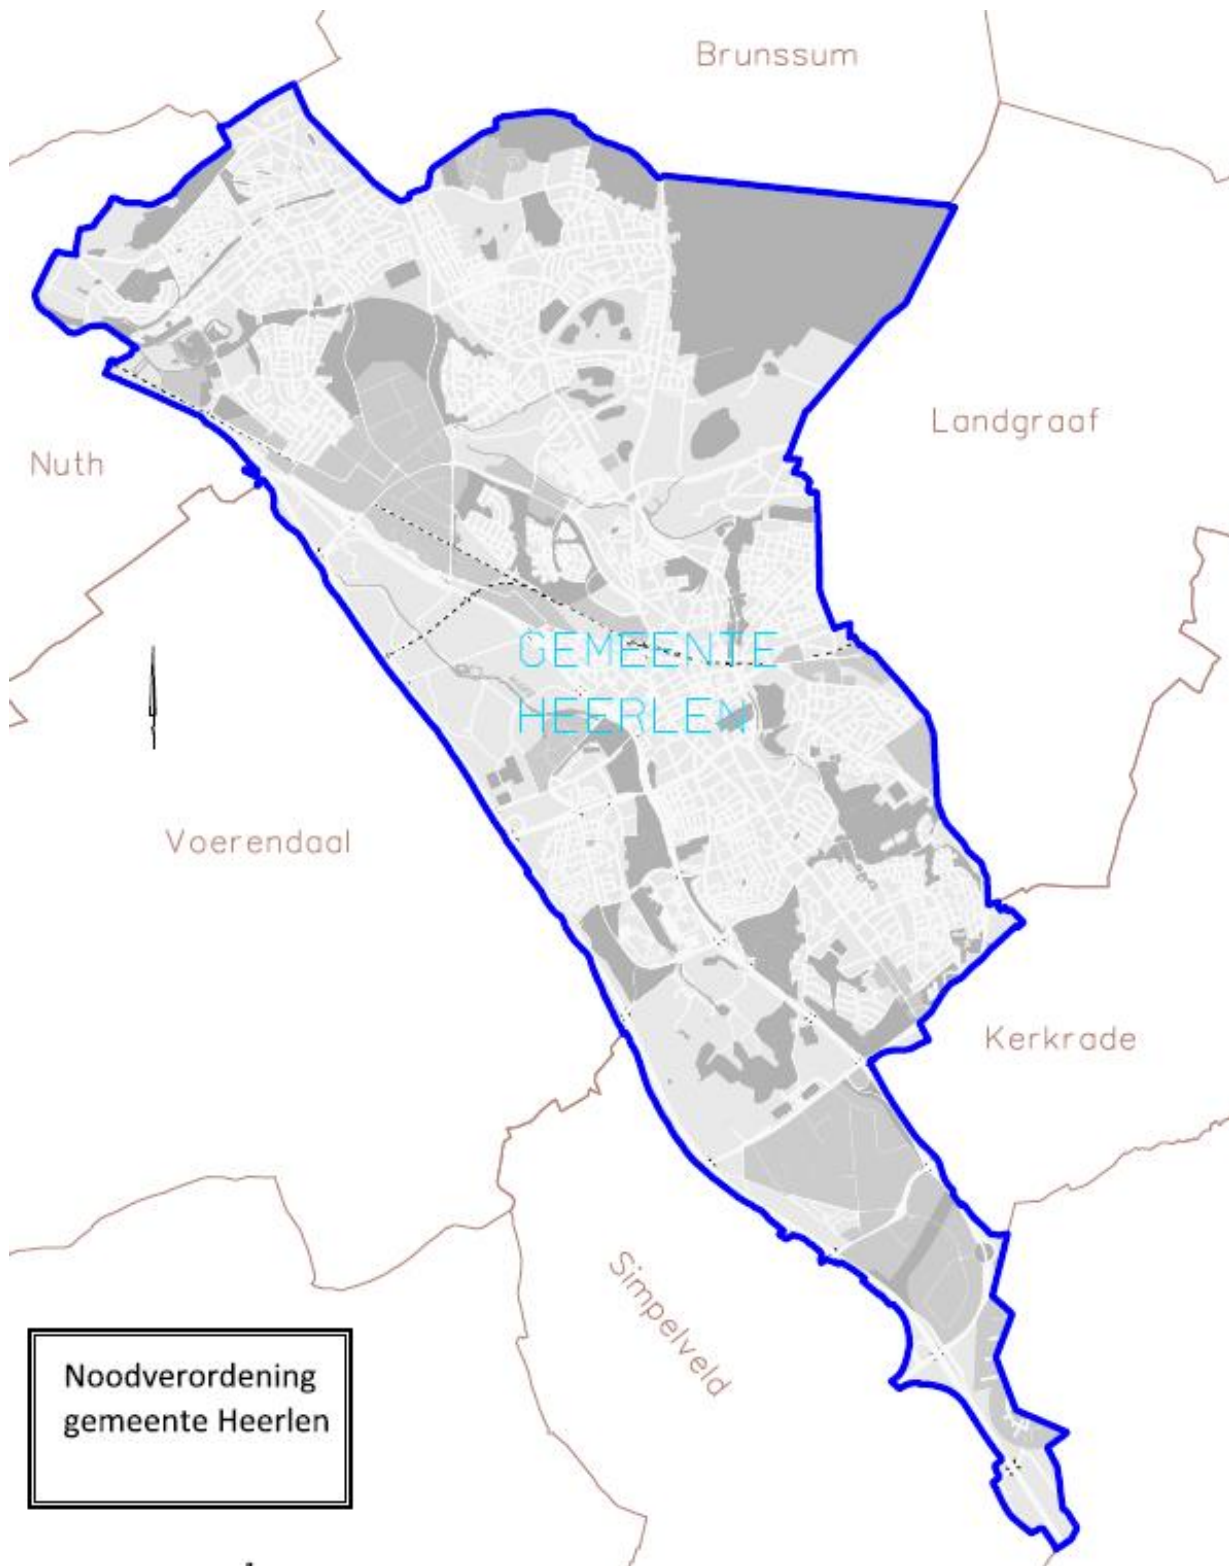 Brunssum
Landgraaf
Nuth
GEMEENTE
HEERLEN
Voerendaal
Kerkrade
Simpelveld
Noodverordening
gemeente Heerlen